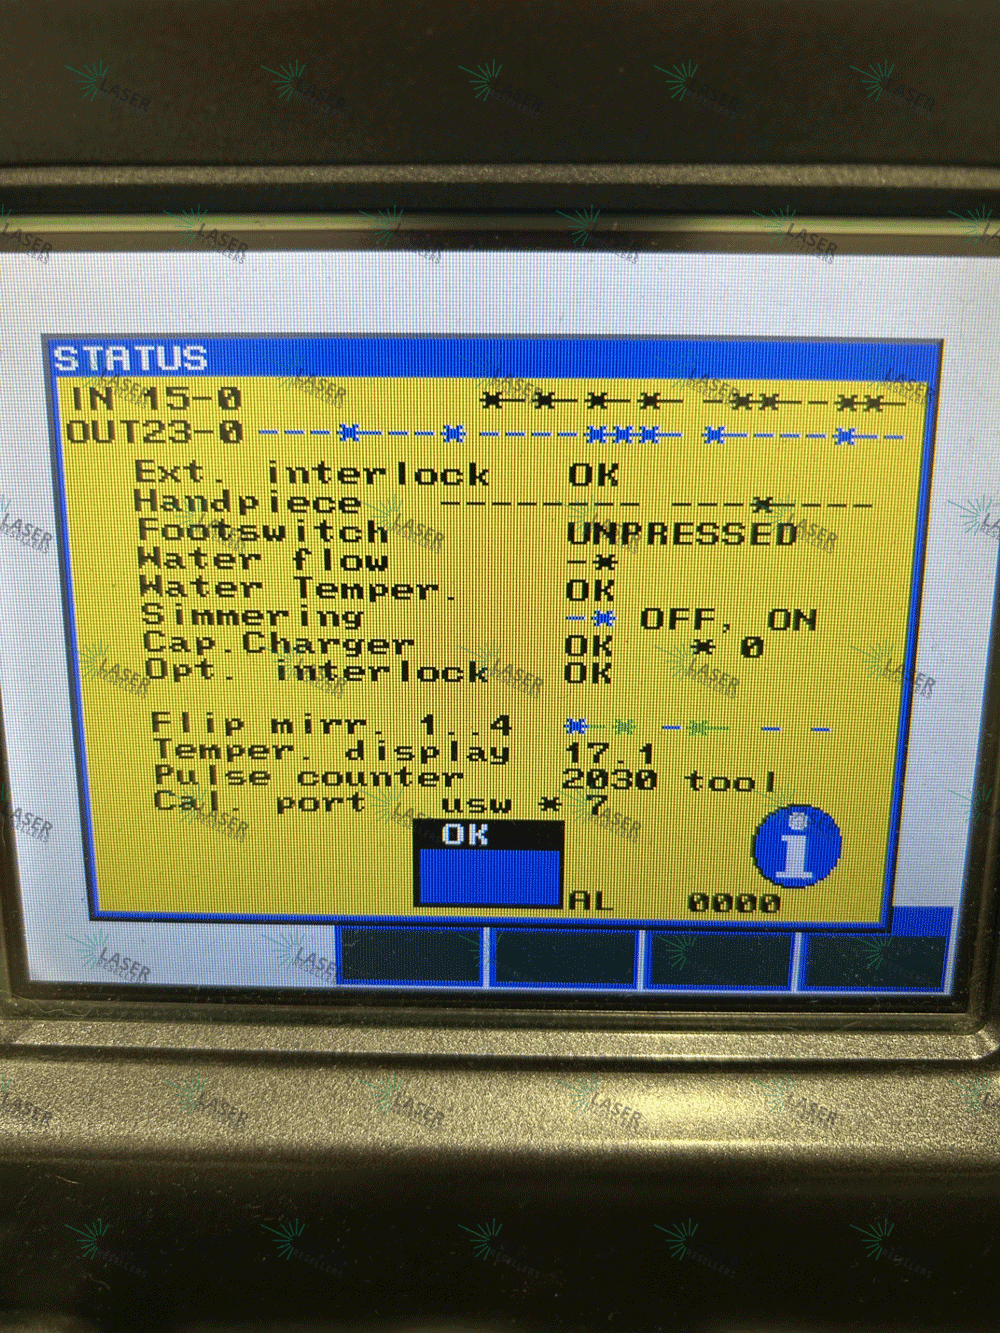 STATUS
IN 15-0 *-*-*-*- -**--**-
OUT23-0 ---*--*- ----***- *----*--
Ext. interlock OK
Handpiece -------- ---*----
Footswitch UNPRESSED
Water flow -*
Water Temper. OK
Simmering -* OFF, ON
Cap.Charger OK * 0
Opt. interlock OK
Flip mirr. 1..4 *-* -*- - -
Temper. display 17.1
Pulse counter 2030 tool
Cal. port usw * 7
OK
i
AL 0000
LASER RESELLERS